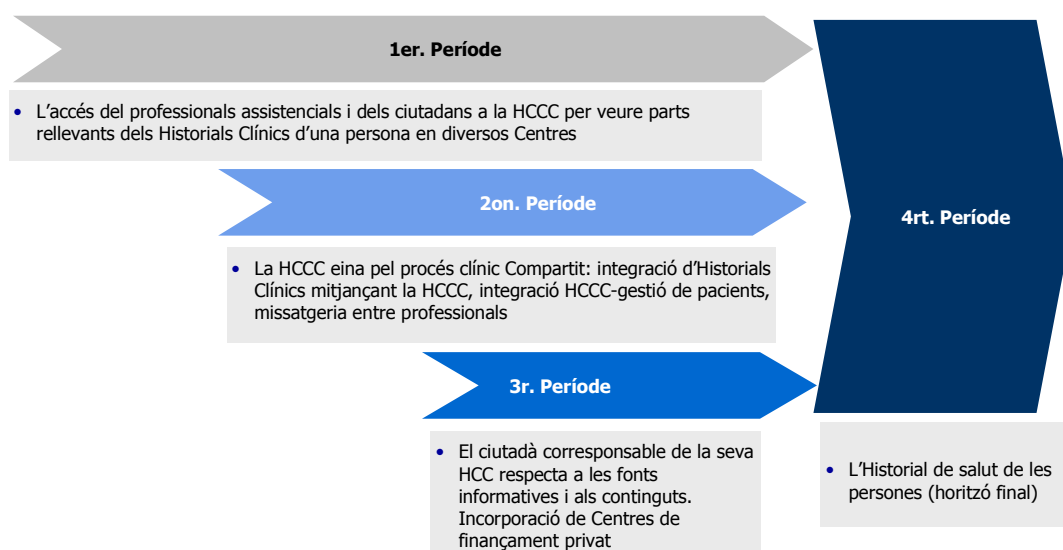 1er. Període
• L’accés del professionals assistencials i dels ciutadans a la HCCC per veure parts
rellevants dels Historials Clínics d’una persona en diversos Centres
2on. Període
4rt. Període
• La HCCC eina pel procés clínic Compartit: integració d’Historials
Clínics mitjançant la HCCC, integració HCCC-gestió de pacients,
missatgeria entre professionals
3r. Període
• El ciutadà corresponsable de la seva
HCC respecta a les fonts
informatives i als continguts.
Incorporació de Centres de
finançament privat
• L’Historial de salut de les
persones (horitzó final)